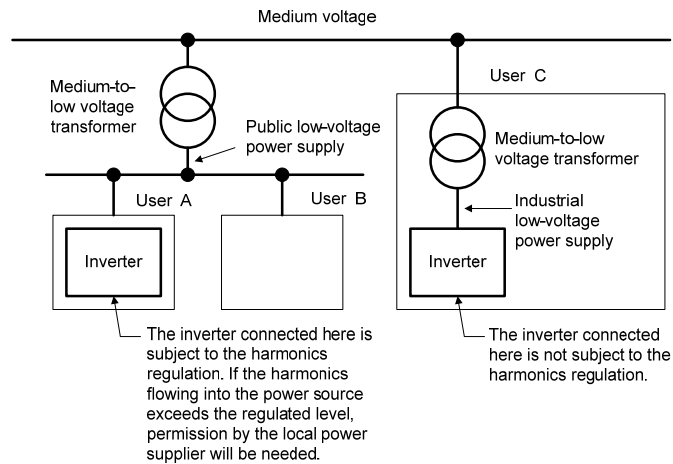 Medium voltage
Medium-to-
low voltage
transformer
Public low-voltage
power supply
User A
User B
Inverter
The inverter connected here is
subject to the harmonics
regulation. If the harmonics
flowing into the power source
exceeds the regulated level,
permission by the local power
supplier will be needed.
User C
Medium-to-low
voltage transformer
Industrial
low-voltage
power supply
Inverter
The inverter connected
here is not subject to the
harmonics regulation.